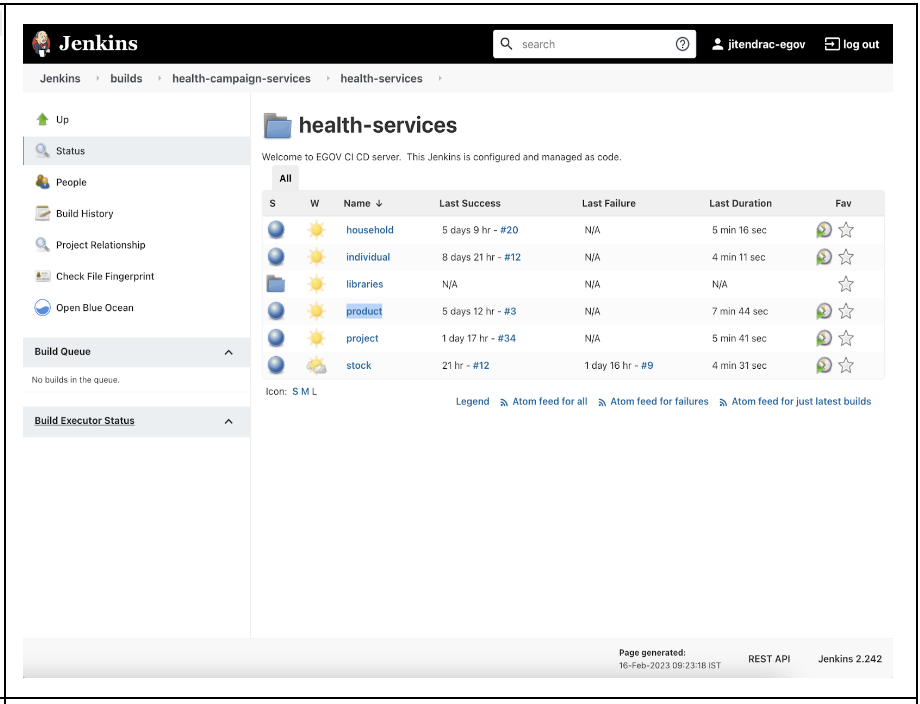 Jenkins
search
jitendrac-egov
log out
Jenkins builds health-campaign-services health-services
Up
Status
People
Build History
Project Relationship
Check File Fingerprint
Open Blue Ocean
Build Queue
No builds in the queue.
Build Executor Status
health-services
Welcome to EGOV CI CD server. This Jenkins is configured and managed as code.
All
S W Name ↓ Last Success Last Failure Last Duration Fav
household 5 days 9 hr - #20 N/A 5 min 16 sec
individual 8 days 21 hr - #12 N/A 4 min 11 sec
libraries N/A N/A N/A
product 5 days 12 hr - #3 N/A 7 min 44 sec
project 1 day 17 hr - #34 N/A 5 min 41 sec
stock 21 hr - #12 1 day 16 hr - #9 4 min 31 sec
Icon: S M L
Legend Atom feed for all Atom feed for failures Atom feed for just latest builds
Page generated:
16-Feb-2023 09:23:18 IST
REST API
Jenkins 2.242